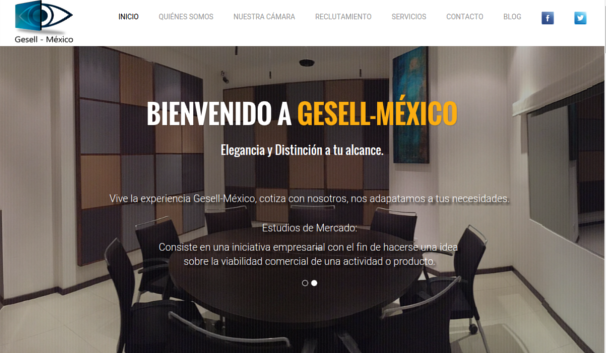 INICIO QUIÉNES SOMOS NUESTRA CÁMARA RECLUTAMIENTO SERVICIOS CONTACTO BLOG
Gesell - México
BIENVENIDO A GESELL-MÉXICO
Elegancia y Distinción a tu alcance.
Vive la experiencia Gesell-México, cotiza con nosotros, nos adapatamos a tus necesidades.
Estudios de Mercado:
Consiste en una iniciativa empresarial con el fin de hacerse una idea
sobre la viabilidad comercial de una actividad o producto.